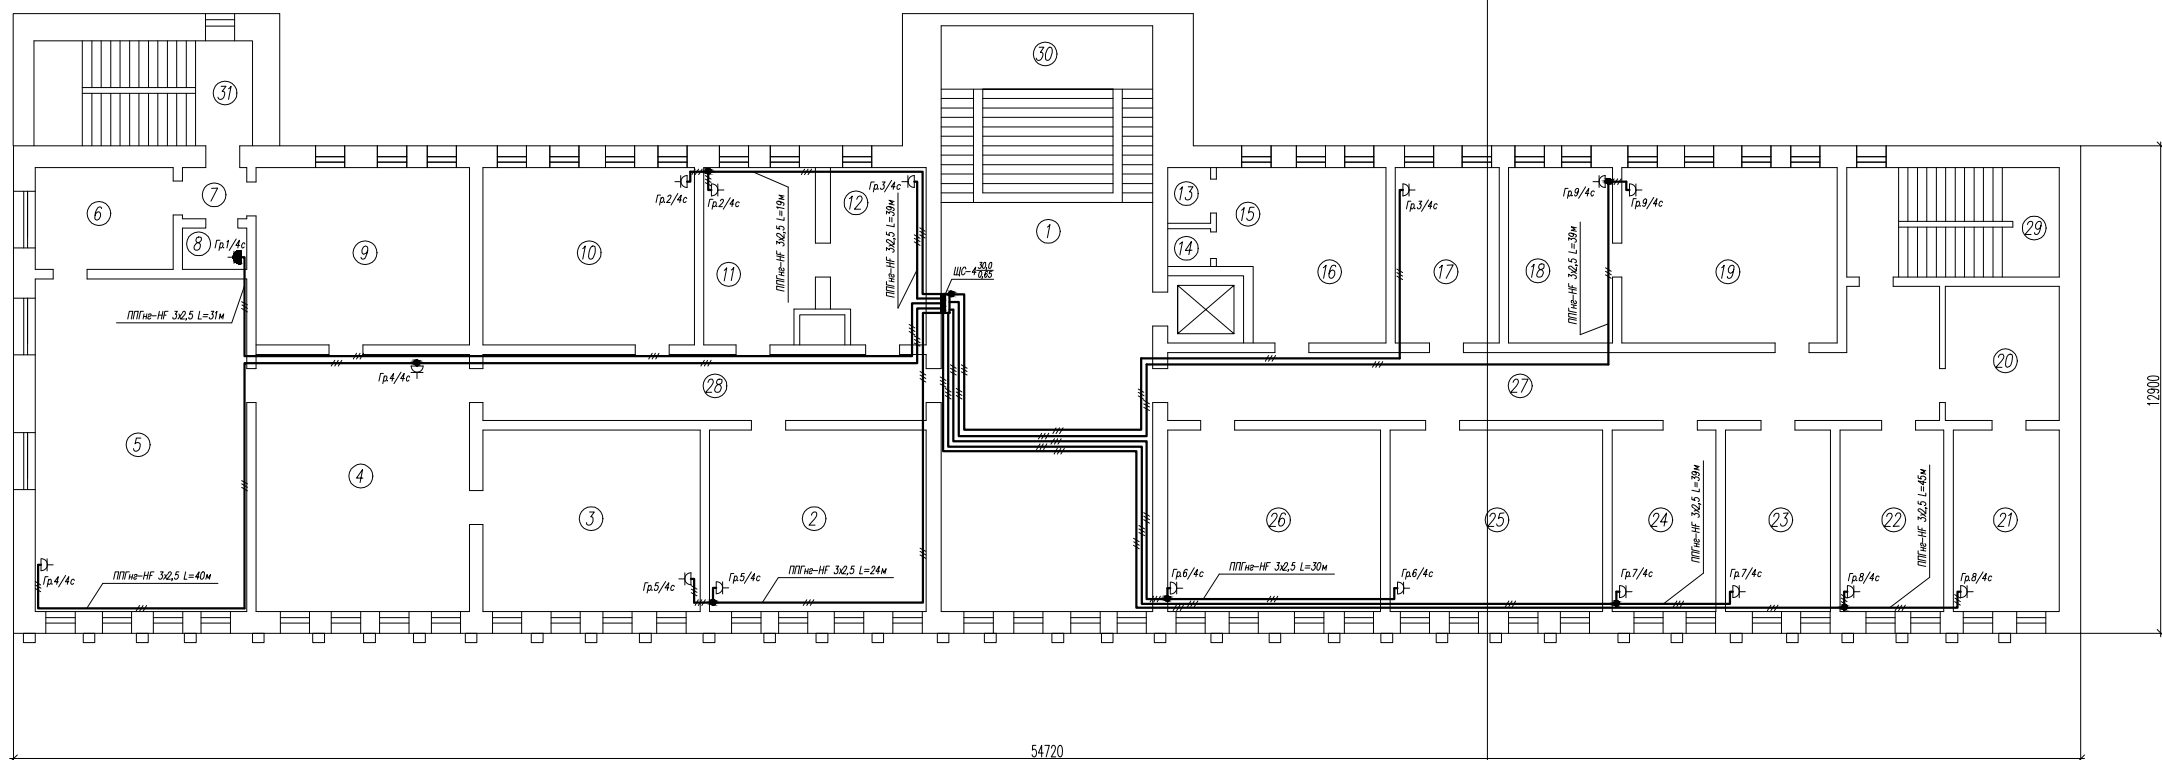 30
31
7
6
8
Гр.1/4с
9
10
Гр.2/4с
Гр.2/4с
11
ППГнг-HF 3х2,5 L=19м
12
Гр.3/4с
ППГнг-HF 3х2,5 L=39м
ЩС-4 30,0
0,65
1
13
14
15
16
Гр.3/4с
17
18
Гр.9/4с
Гр.9/4с
ППГнг-HF 3х2,5 L=39м
19
29
ППГнг-HF 3х2,5 L=31м
Гр.4/4с
28
27
20
12900
5
4
3
2
26
25
24
23
22
21
Гр.4/4с
ППГнг-HF 3х2,5 L=40м
Гр.5/4с
Гр.5/4с
ППГнг-HF 3х2,5 L=24м
Гр.6/4с
ППГнг-HF 3х2,5 L=30м
Гр.6/4с
Гр.7/4с
ППГнг-HF 3х2,5 L=39м
Гр.7/4с
Гр.8/4с
ППГнг-HF 3х2,5 L=45м
Гр.8/4с
54720